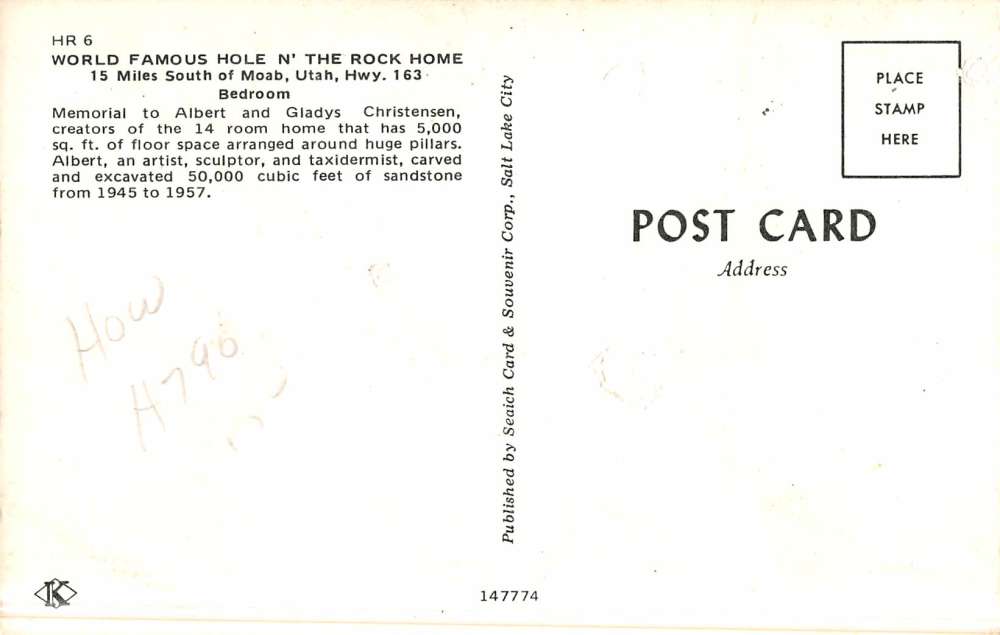 HR 6
WORLD FAMOUS HOLE N' THE ROCK HOME
15 Miles South of Moab, Utah, Hwy. 163
Bedroom
Memorial to Albert and Gladys Christensen,
creators of the 14 room home that has 5,000
sq. ft. of floor space arranged around huge pillars.
Albert, an artist, sculptor, and taxidermist, carved
and excavated 50,000 cubic feet of sandstone
from 1945 to 1957.
How
H796
K
Published by Seaich Card & Souvenir Corp., Salt Lake City
147774
PLACE
STAMP
HERE
POST CARD
Address